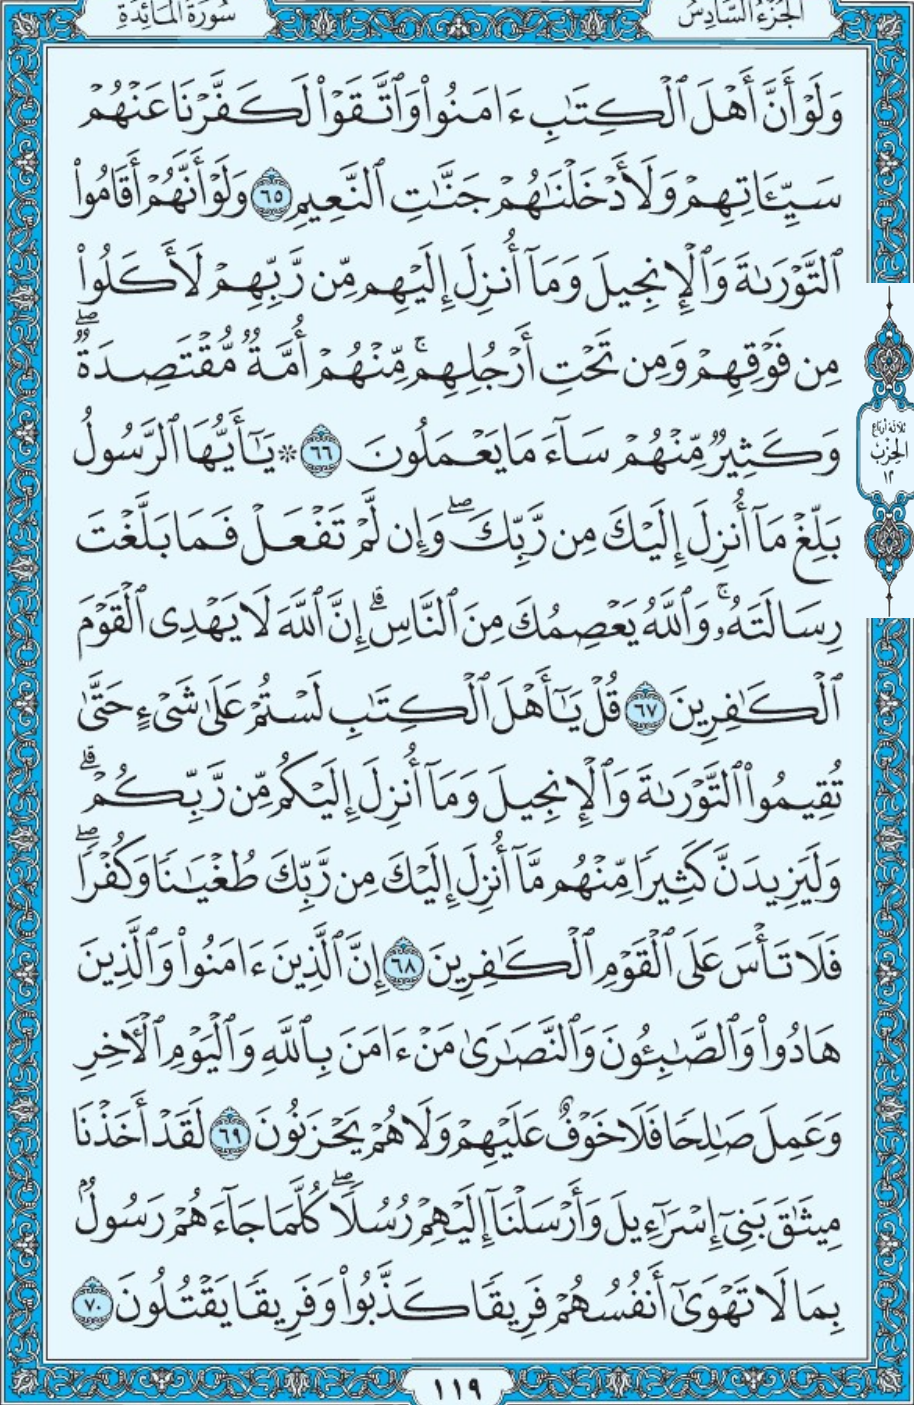 الجُزْءُ السَّادِسُ
سُورَةُ المَائِدَةِ
وَلَوْ أَنَّ أَهْلَ ٱلْكِتَٰبِ ءَامَنُوا۟ وَٱتَّقَوْا۟ لَكَفَّرْنَا عَنْهُمْ
سَيِّـَٔاتِهِمْ وَلَأَدْخَلْنَٰهُمْ جَنَّٰتِ ٱلنَّعِيمِ ٦٥ وَلَوْ أَنَّهُمْ أَقَامُوا۟
ٱلتَّوْرَىٰةَ وَٱلْإِنجِيلَ وَمَآ أُنزِلَ إِلَيْهِم مِّن رَّبِّهِمْ لَأَكَلُوا۟
مِن فَوْقِهِمْ وَمِن تَحْتِ أَرْجُلِهِم ۚ مِّنْهُمْ أُمَّةٌ مُّقْتَصِدَةٌ ۖ
وَكَثِيرٌ مِّنْهُمْ سَآءَ مَا يَعْمَلُونَ ٦٦ ۞ يَٰٓأَيُّهَا ٱلرَّسُولُ
بَلِّغْ مَآ أُنزِلَ إِلَيْكَ مِن رَّبِّكَ ۖ وَإِن لَّمْ تَفْعَلْ فَمَا بَلَّغْتَ
رِسَالَتَهُۥ ۚ وَٱللَّهُ يَعْصِمُكَ مِنَ ٱلنَّاسِ ۗ إِنَّ ٱللَّهَ لَا يَهْدِى ٱلْقَوْمَ
ٱلْكَٰفِرِينَ ٦٧ قُلْ يَٰٓأَهْلَ ٱلْكِتَٰبِ لَسْتُمْ عَلَىٰ شَىْءٍ حَتَّىٰ
تُقِيمُوا۟ ٱلتَّوْرَىٰةَ وَٱلْإِنجِيلَ وَمَآ أُنزِلَ إِلَيْكُم مِّن رَّبِّكُمْ ۗ
وَلَيَزِيدَنَّ كَثِيرًا مِّنْهُم مَّآ أُنزِلَ إِلَيْكَ مِن رَّبِّكَ طُغْيَٰنًا وَكُفْرًا ۖ
فَلَا تَأْسَ عَلَى ٱلْقَوْمِ ٱلْكَٰفِرِينَ ٦٨ إِنَّ ٱلَّذِينَ ءَامَنُوا۟ وَٱلَّذِينَ
هَادُوا۟ وَٱلصَّٰبِـُٔونَ وَٱلنَّصَٰرَىٰ مَنْ ءَامَنَ بِٱللَّهِ وَٱلْيَوْمِ ٱلْـَٔاخِرِ
وَعَمِلَ صَٰلِحًا فَلَا خَوْفٌ عَلَيْهِمْ وَلَا هُمْ يَحْزَنُونَ ٦٩ لَقَدْ أَخَذْنَا
مِيثَٰقَ بَنِىٓ إِسْرَٰٓءِيلَ وَأَرْسَلْنَآ إِلَيْهِمْ رُسُلًا ۖ كُلَّمَا جَآءَهُمْ رَسُولٌۢ
بِمَا لَا تَهْوَىٰٓ أَنفُسُهُمْ فَرِيقًا كَذَّبُوا۟ وَفَرِيقًا يَقْتُلُونَ ٧٠
ثلاثة أرباع
الحِزْبُ
١٢
١١٩